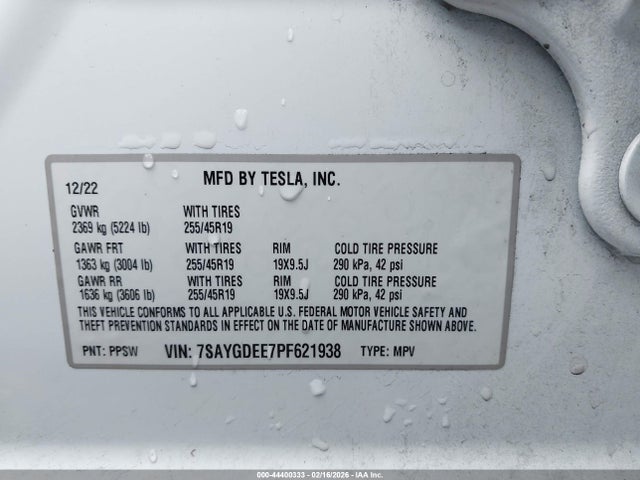 12/22 MFD BY TESLA, INC.
GVWR WITH TIRES
2369 kg (5224 lb) 255/45R19
GAWR FRT WITH TIRES RIM COLD TIRE PRESSURE
1363 kg (3004 lb) 255/45R19 19X9.5J 290 kPa, 42 psi
GAWR RR WITH TIRES RIM COLD TIRE PRESSURE
1636 kg (3606 lb) 255/45R19 19X9.5J 290 kPa, 42 psi
THIS VEHICLE CONFORMS TO ALL APPLICABLE U.S. FEDERAL MOTOR VEHICLE SAFETY AND
THEFT PREVENTION STANDARDS IN EFFECT ON THE DATE OF MANUFACTURE SHOWN ABOVE.
PNT: PPSW VIN: 7SAYGDEE7PF621938 TYPE: MPV
000-44400333 - 02/16/2026 - IAA Inc.